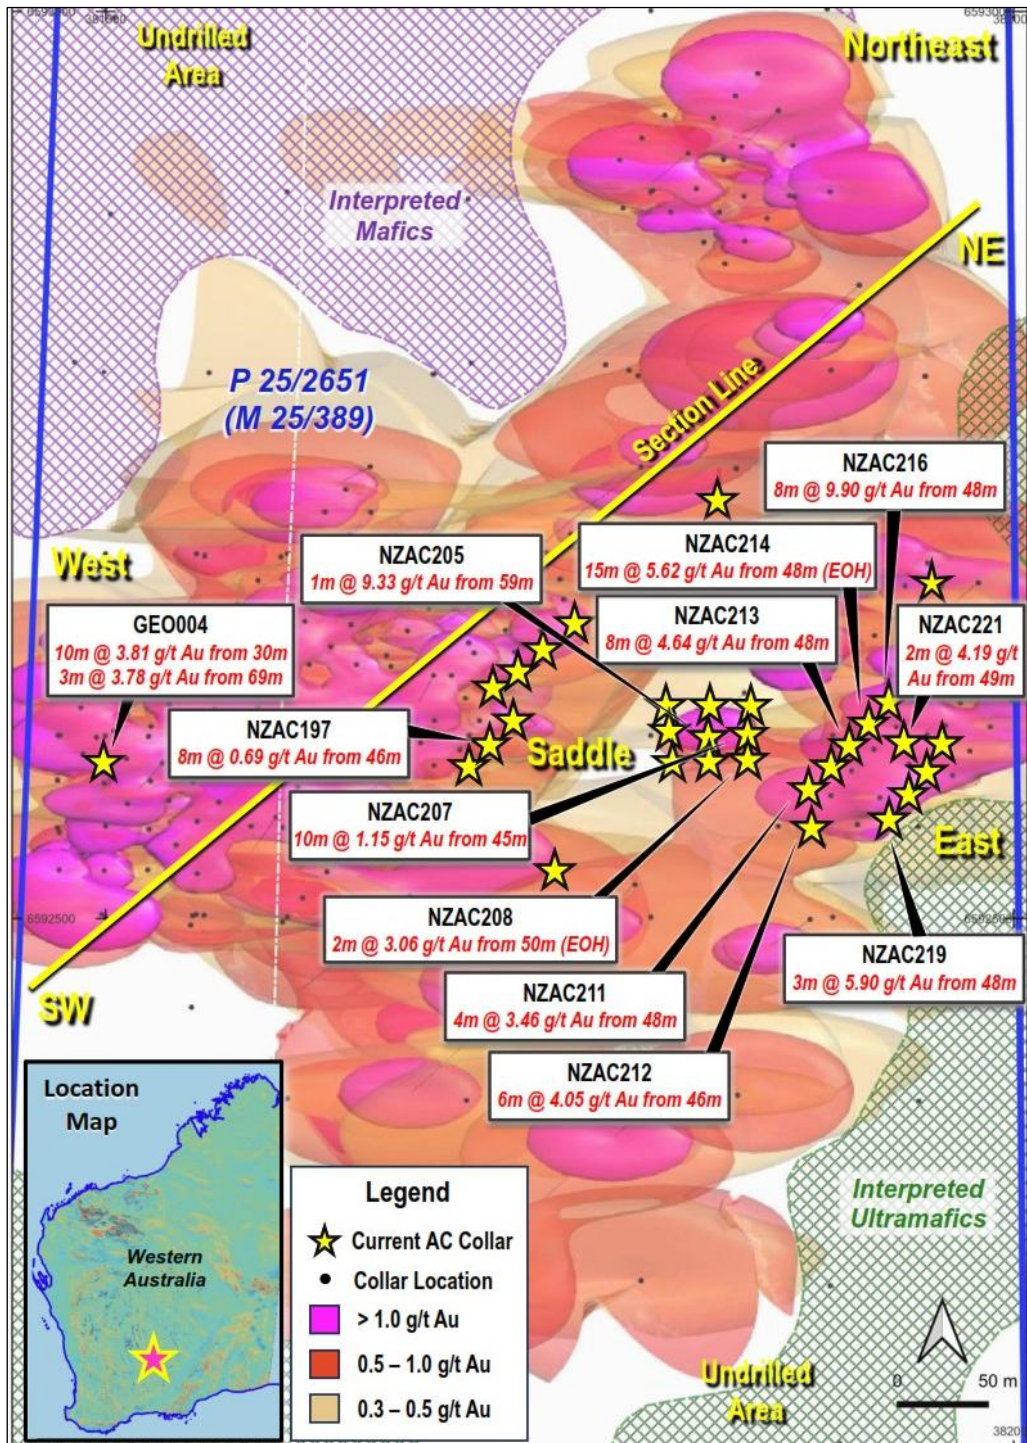 381000
Undrilled
Area
Northeast
Interpreted
Mafics
NE
P 25/2651
(M 25/389)
Section Line
NZAC216
8m @ 9.90 g/t Au from 48m
West
NZAC205
1m @ 9.33 g/t Au from 59m
NZAC214
15m @ 5.62 g/t Au from 48m (EOH)
GEO004
10m @ 3.81 g/t Au from 30m
3m @ 3.78 g/t Au from 69m
NZAC213
8m @ 4.64 g/t Au from 48m
NZAC221
2m @ 4.19 g/t
Au from 49m
NZAC197
8m @ 0.69 g/t Au from 46m
Saddle
NZAC207
10m @ 1.15 g/t Au from 45m
East
6592500
NZAC208
2m @ 3.06 g/t Au from 50m (EOH)
NZAC219
3m @ 5.90 g/t Au from 48m
SW
NZAC211
4m @ 3.46 g/t Au from 48m
NZAC212
6m @ 4.05 g/t Au from 46m
Location
Map
Western
Australia
Legend
Current AC Collar
Collar Location
> 1.0 g/t Au
0.5 – 1.0 g/t Au
0.3 – 0.5 g/t Au
Interpreted
Ultramafics
Undrilled
Area
0 50 m
3820